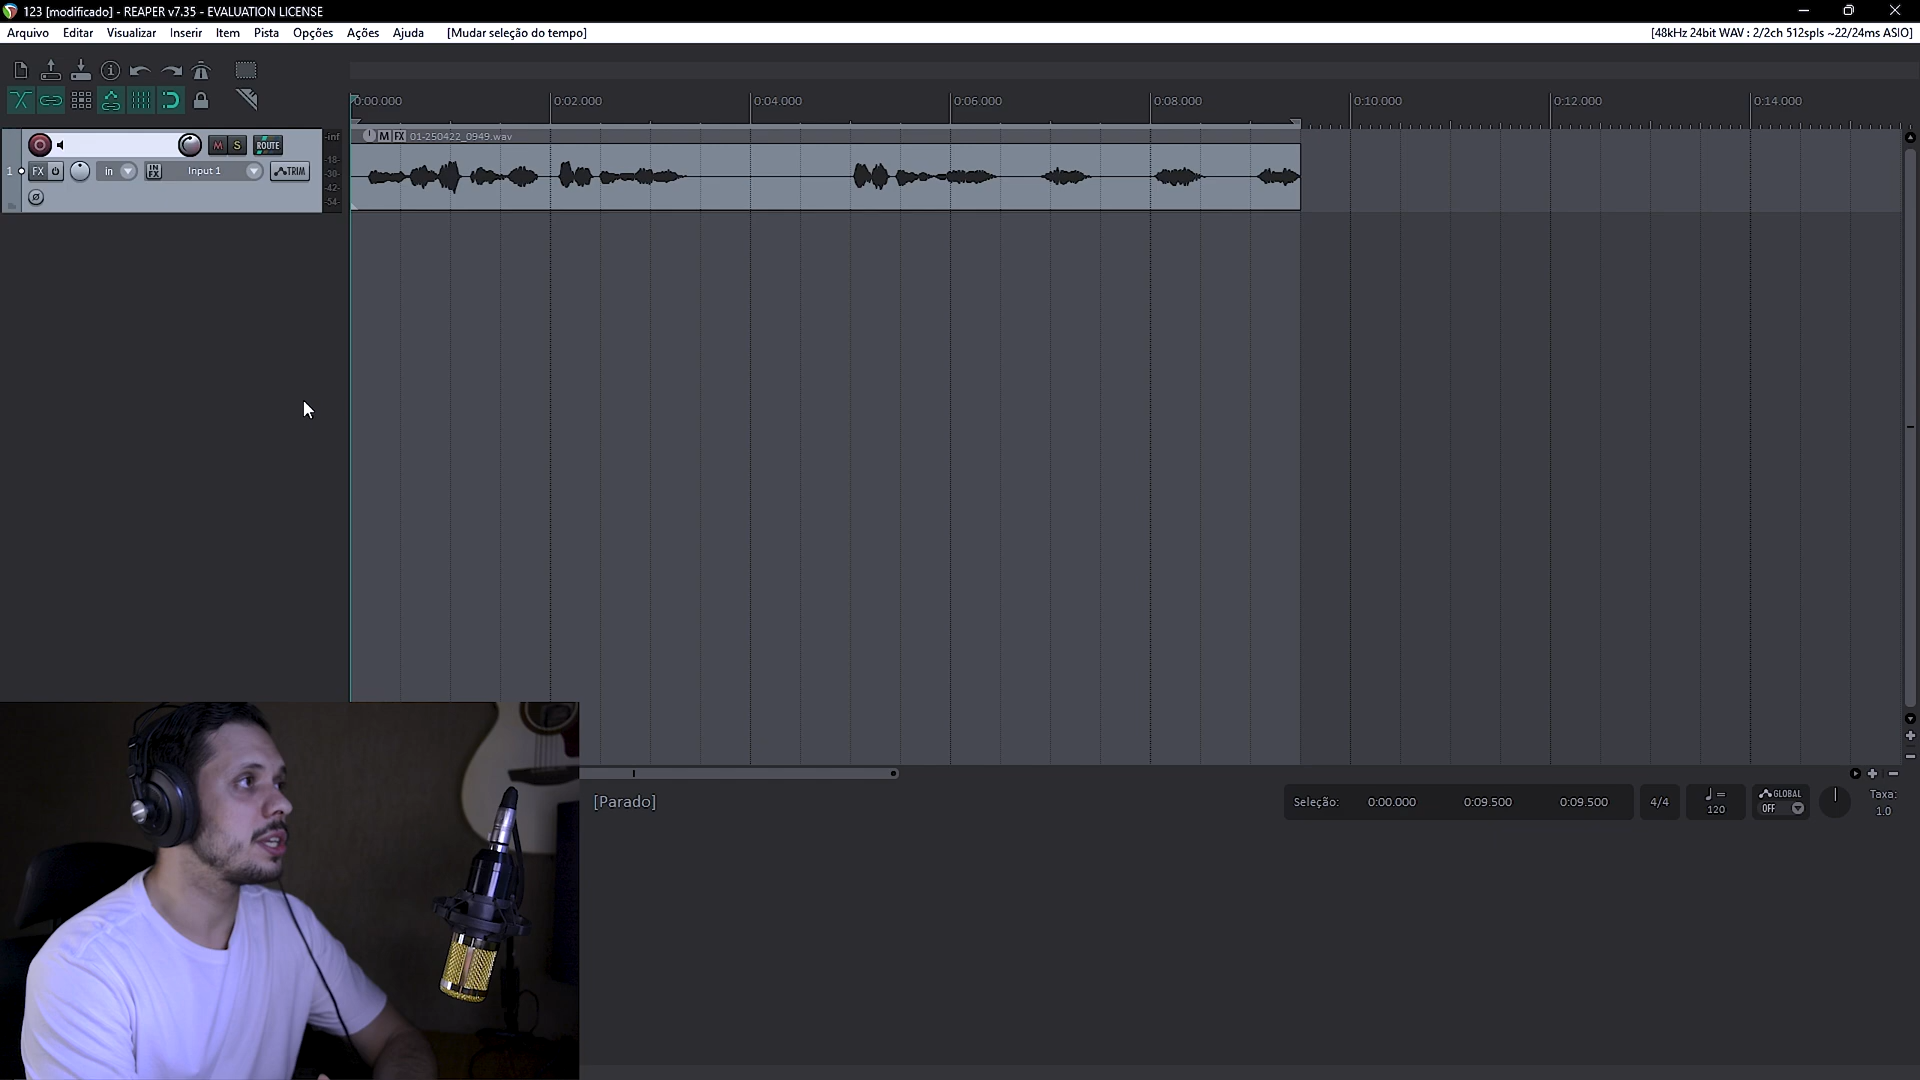 123 [modificado] - REAPER v7.35 - EVALUATION LICENSE
Arquivo Editar Visualizar Inserir Item Pista Opções Ações Ajuda [Mudar seleção do tempo] [48kHz 24bit WAV : 2/2ch 512spls ~22/24ms ASIO]
0:00.000 0:02.000 0:04.000 0:06.000 0:08.000 0:10.000 0:12.000 0:14.000
M S ROUTE -inf M FX 01-250422_0949.wav
1 FX in IN FX Input 1 TRIM
-18-
-30-
-42-
-54-
[Parado] Seleção: 0:00.000 0:09.500 0:09.500 4/4 = 120 GLOBAL OFF Taxa: 1.0